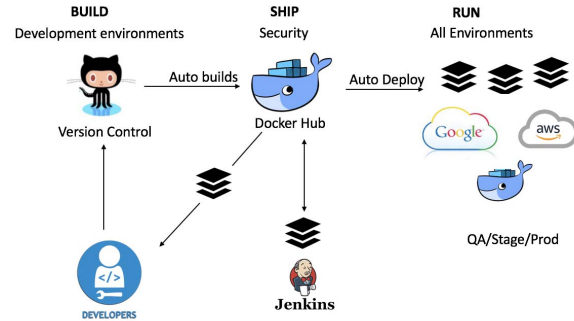 BUILD
Development environments
SHIP
Security
RUN
All Environments
Auto builds
Auto Deploy
Version Control
Docker Hub
Google
aws
QA/Stage/Prod
</>
DEVELOPERS
Jenkins